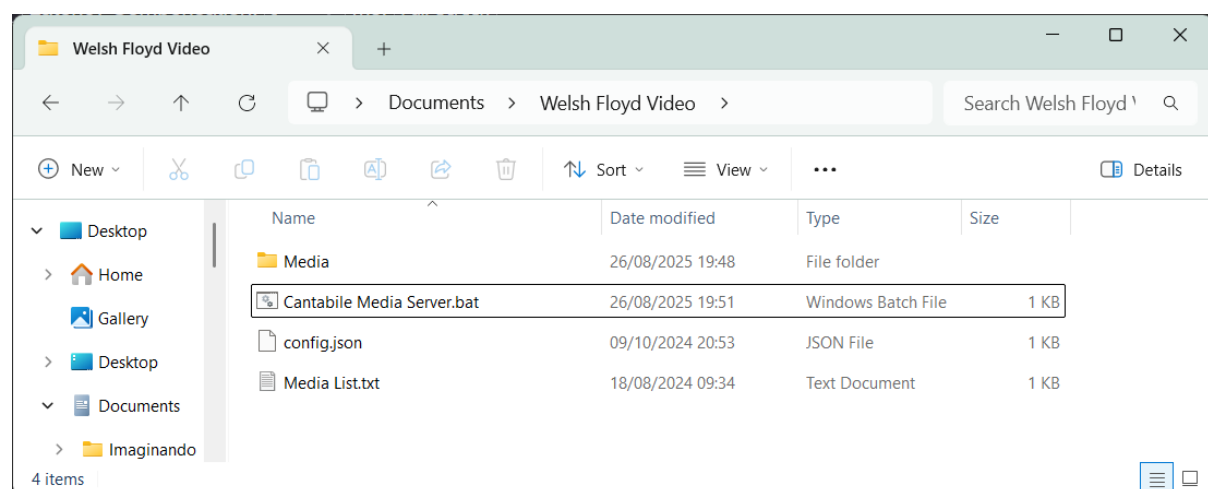 Welsh Floyd Video
Documents > Welsh Floyd Video >
Search Welsh Floyd
New
Sort
View
Details
Name Date modified Type Size
Desktop
Home
Gallery
Desktop
Documents
Imaginando
Media 26/08/2025 19:48 File folder
Cantabile Media Server.bat 26/08/2025 19:51 Windows Batch File 1 KB
config.json 09/10/2024 20:53 JSON File 1 KB
Media List.txt 18/08/2024 09:34 Text Document 1 KB
4 items